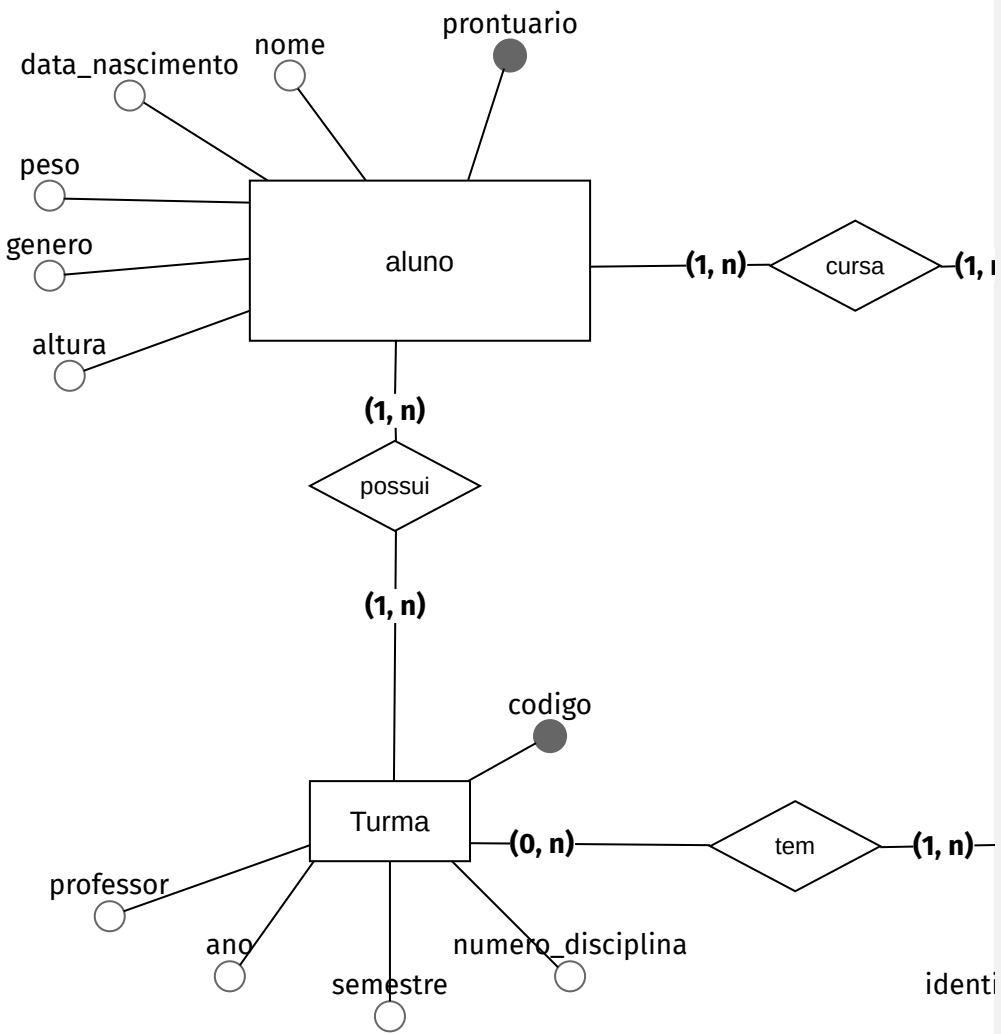 prontuario
nome
data_nascimento
peso
genero
altura
aluno
(1, n)
cursa
(1, n)
possui
(1, n)
codigo
Turma
(0, n)
tem
(1, n)
professor
ano
semestre
numero_disciplina